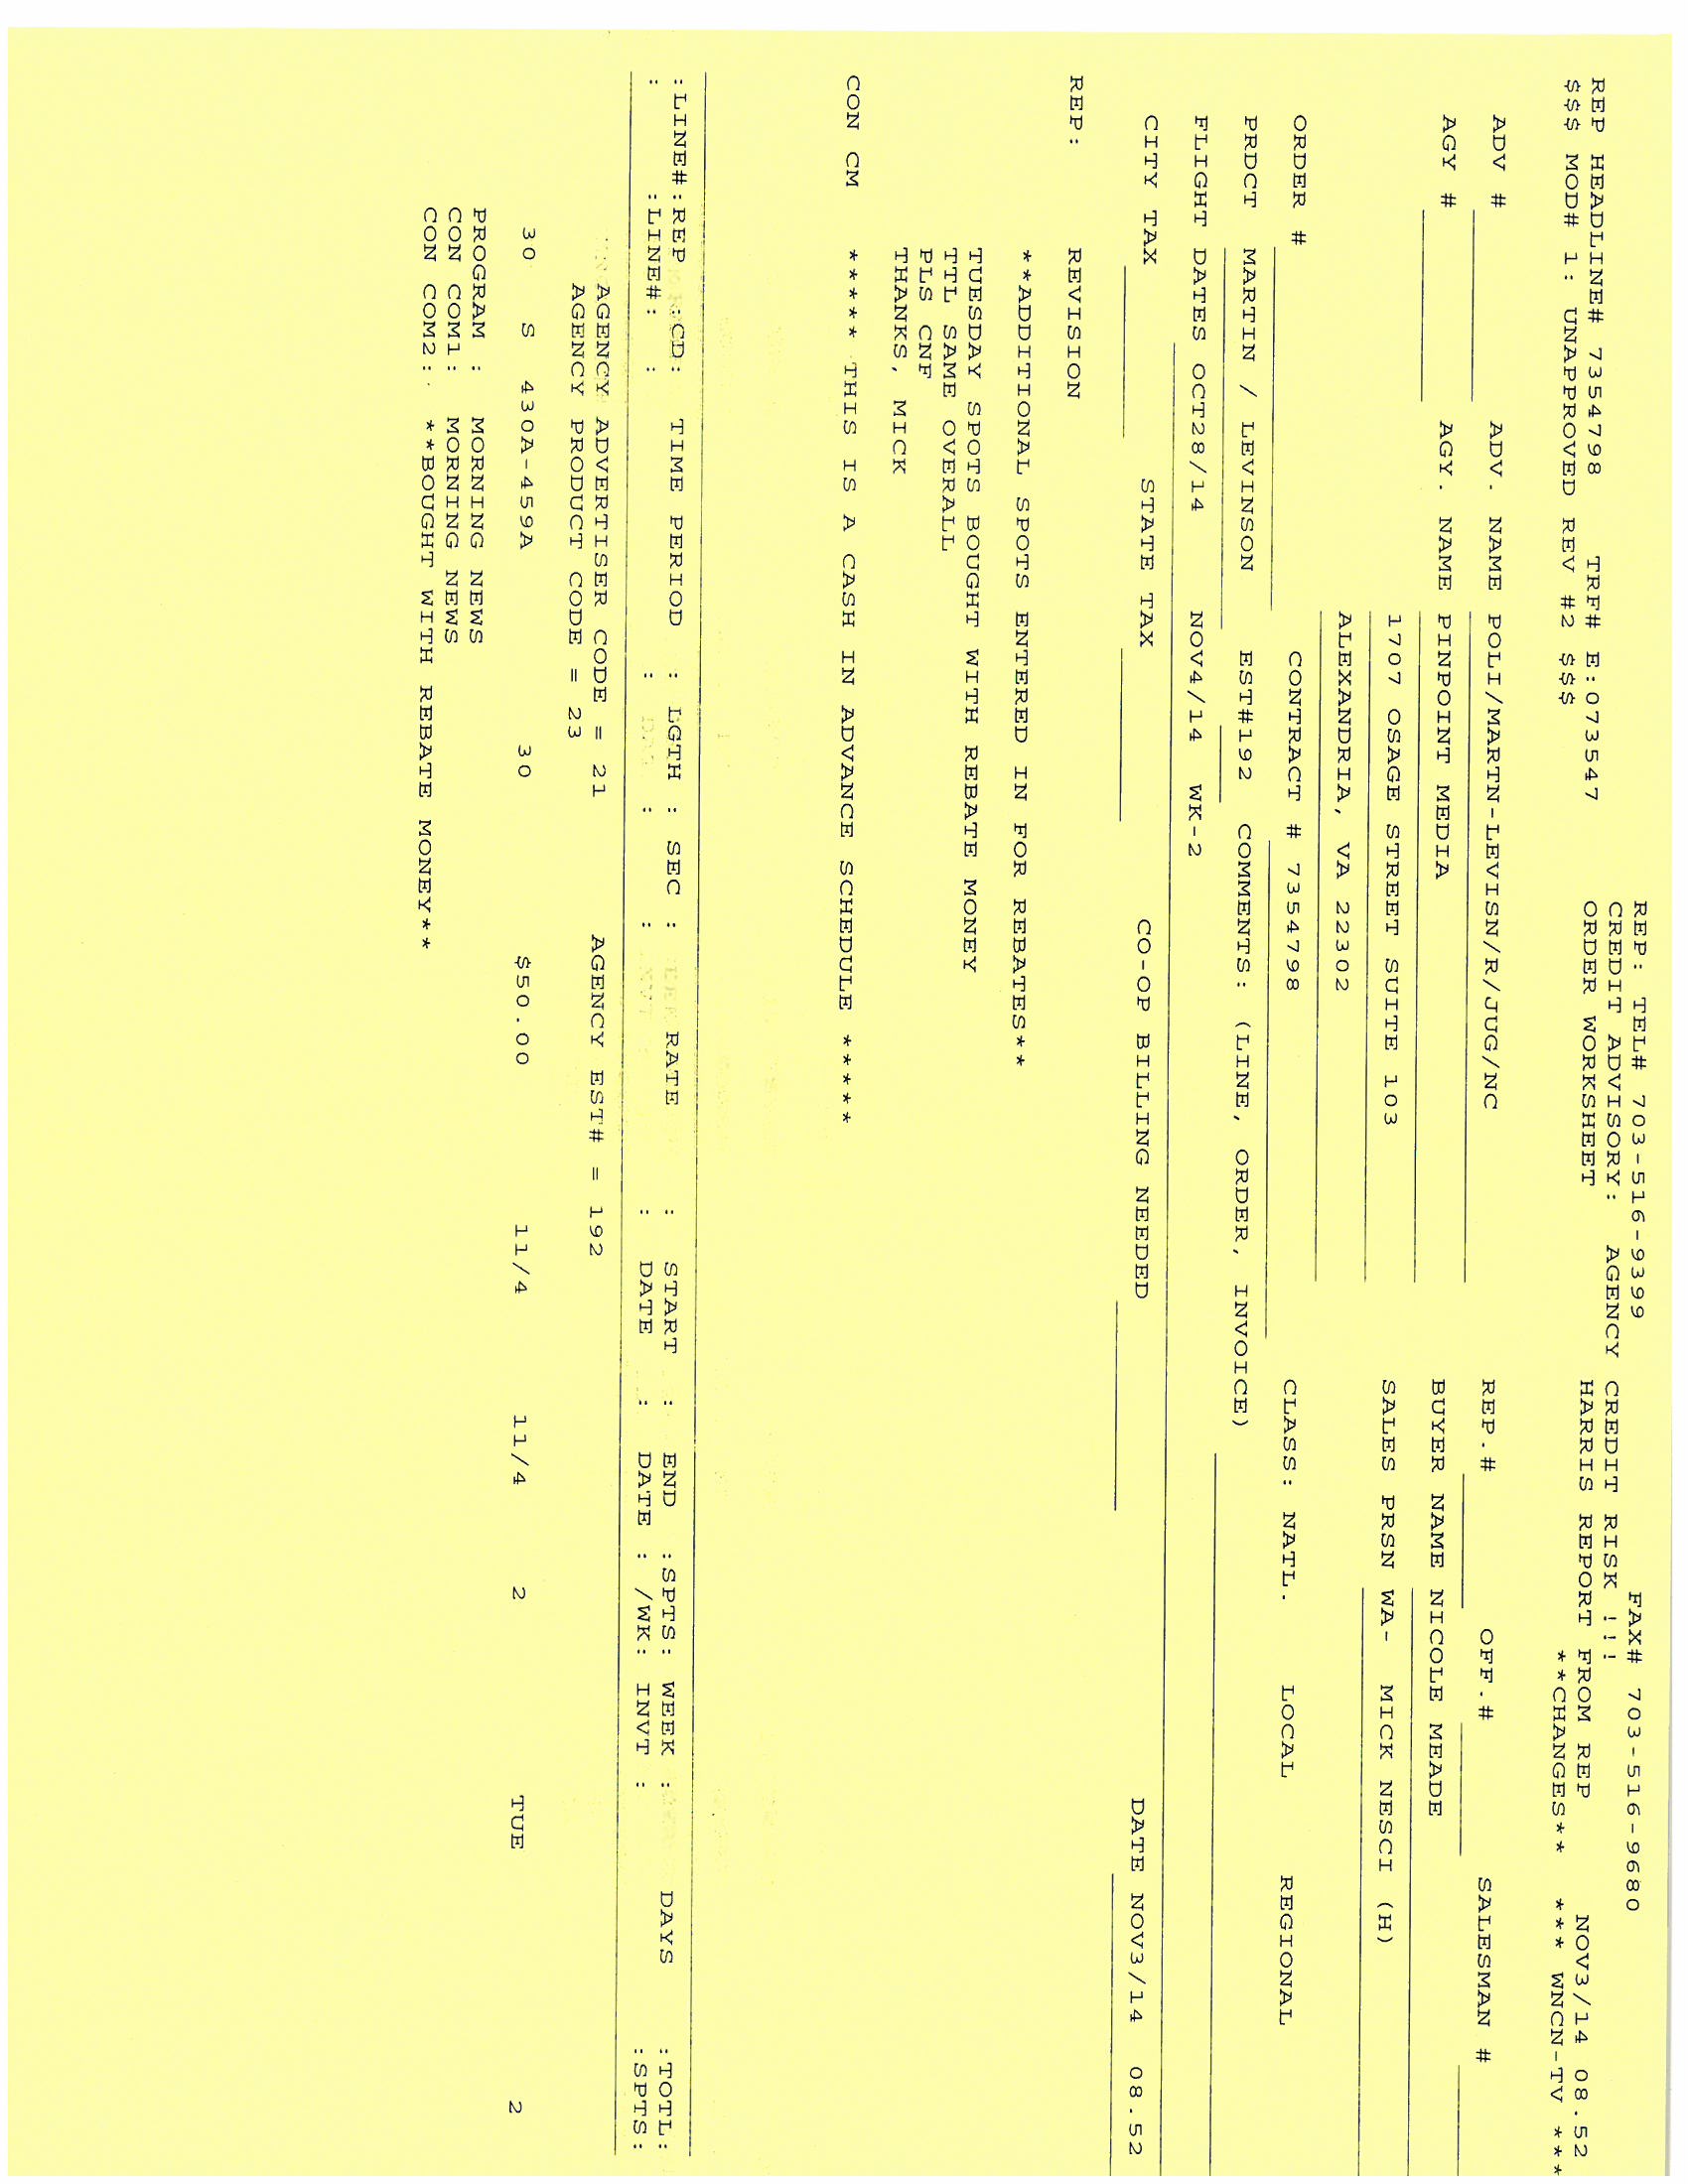 REP: TEL# 703-516-9399 FAX# 703-516-9680
CREDIT ADVISORY: AGENCY CREDIT RISK !!!
REP HEADLINE# 7354798 TRF# E:073547 ORDER WORKSHEET HARRIS REPORT FROM REP NOV3/14 08.52
$$$ MOD# 1: UNAPPROVED REV #2 $$$ **CHANGES** *** WNCN-TV ***
ADV # ADV. NAME POLI/MARTN-LEVISN/R/JUG/NC REP.# OFF.# SALESMAN #
AGY # AGY. NAME PINPOINT MEDIA BUYER NAME NICOLE MEADE
1707 OSAGE STREET SUITE 103 SALES PRSN WA- MICK NESCI (H)
ALEXANDRIA, VA 22302
ORDER # CONTRACT # 7354798 CLASS: NATL. LOCAL REGIONAL
PRDCT MARTIN / LEVINSON EST#192 COMMENTS: (LINE, ORDER, INVOICE)
FLIGHT DATES OCT28/14 NOV4/14 WK-2
CITY TAX STATE TAX CO-OP BILLING NEEDED DATE NOV3/14 08.52
REP: REVISION
**ADDITIONAL SPOTS ENTERED IN FOR REBATES**
TUESDAY SPOTS BOUGHT WITH REBATE MONEY
TTL SAME OVERALL
PLS CNF
THANKS, MICK
CON CM ***** THIS IS A CASH IN ADVANCE SCHEDULE *****
:LINE#:REP :CD: TIME PERIOD : LGTH : SEC : RATE : START : END :SPTS: WEEK : DAYS :TOTL:
: :LINE#: : : : : : DATE : DATE : /WK: INVT : :SPTS:
AGENCY ADVERTISER CODE = 21 AGENCY EST# = 192
AGENCY PRODUCT CODE = 23
30 S 430A-459A 30 $50.00 11/4 11/4 2 TUE 2
PROGRAM : MORNING NEWS
CON COM1: MORNING NEWS
CON COM2: **BOUGHT WITH REBATE MONEY**